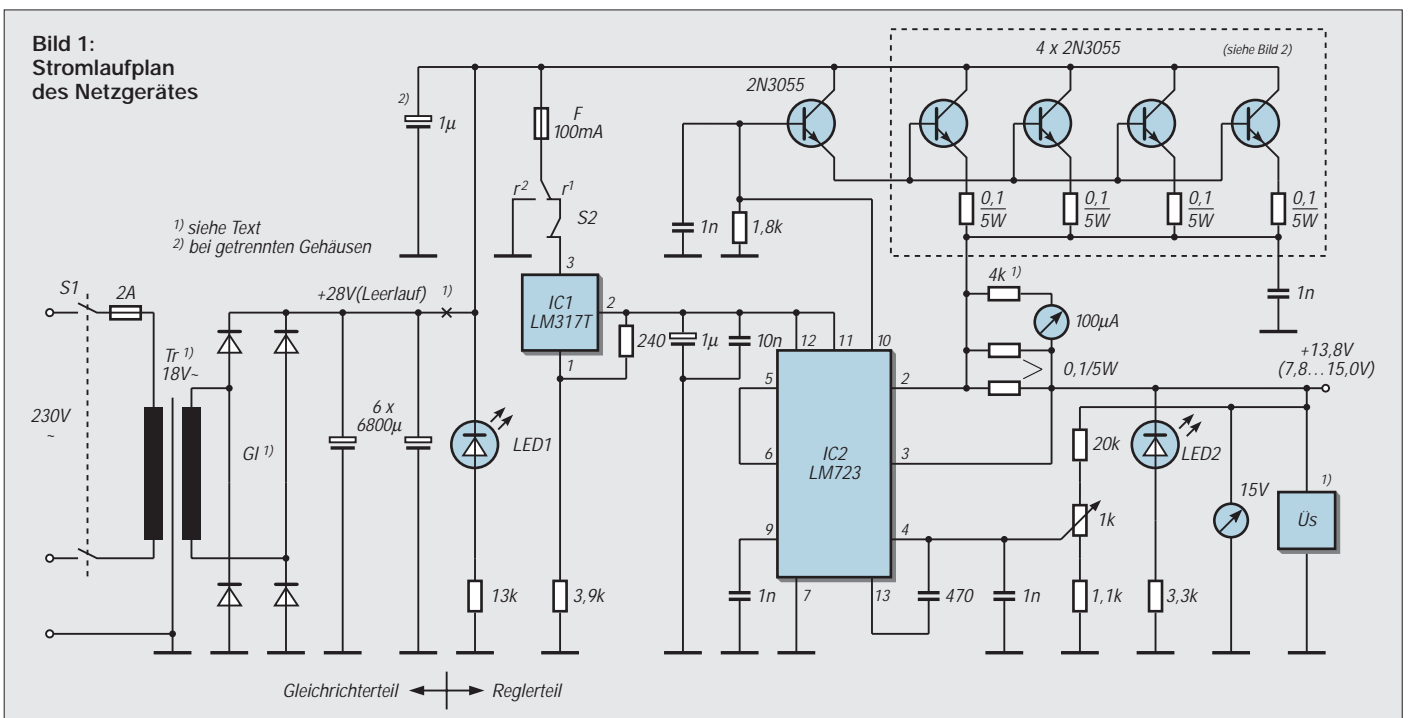 Bild 1:
Stromlaufplan
des Netzgerätes
4 x 2N3055
(siehe Bild 2)
2N3055
2)
1µ
F
100mA
r2
r1
S2
1n
1,8k
0,1
5W
0,1
5W
0,1
5W
0,1
5W
1) siehe Text
2) bei getrennten Gehäusen
S1
2A
+28V(Leerlauf) 1)
3
IC1
LM317T
2
1
240
1µ
10n
12
11
10
4k 1)
100µA
1n
0,1/5W
+13,8V
(7,8...15,0V)
Tr 1)
18V~
230V
~
Gl 1)
6 x
6800µ
LED1
5
6
9
IC2
LM723
2
3
4
20k
1k
LED2
15V
1)
Üs
13k
3,9k
1n
7
13
470
1n
1,1k
3,3k
Gleichrichterteil
Reglerteil